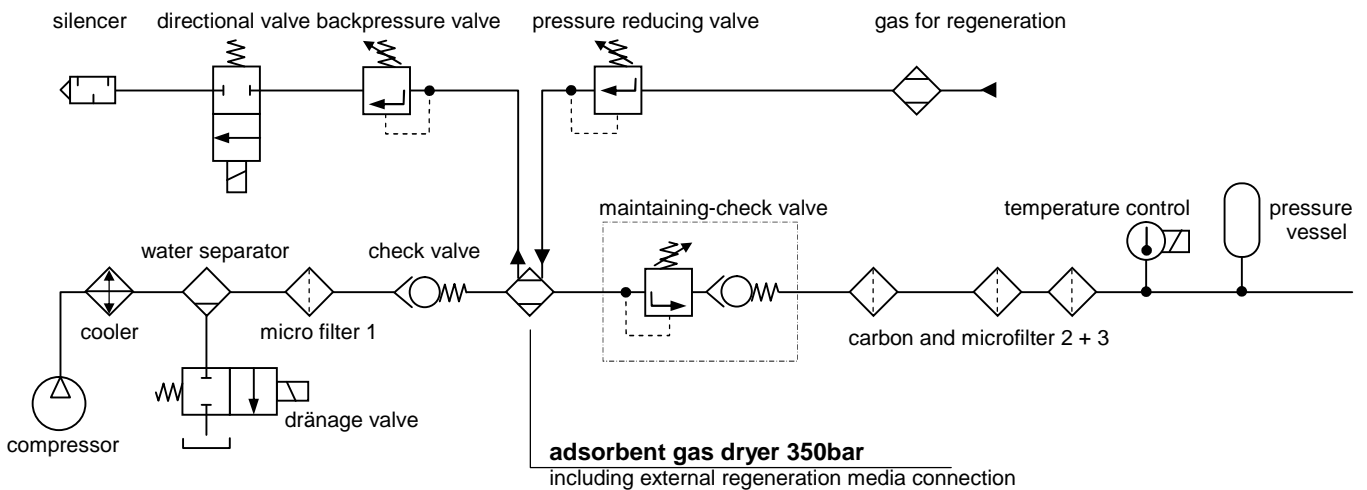 silencer
directional valve
backpressure valve
pressure reducing valve
gas for regeneration
maintaining-check valve
temperature control
pressure
vessel
water separator
check valve
cooler
micro filter 1
carbon and microfilter 2 + 3
dränage valve
compressor
adsorbent gas dryer 350bar
including external regeneration media connection